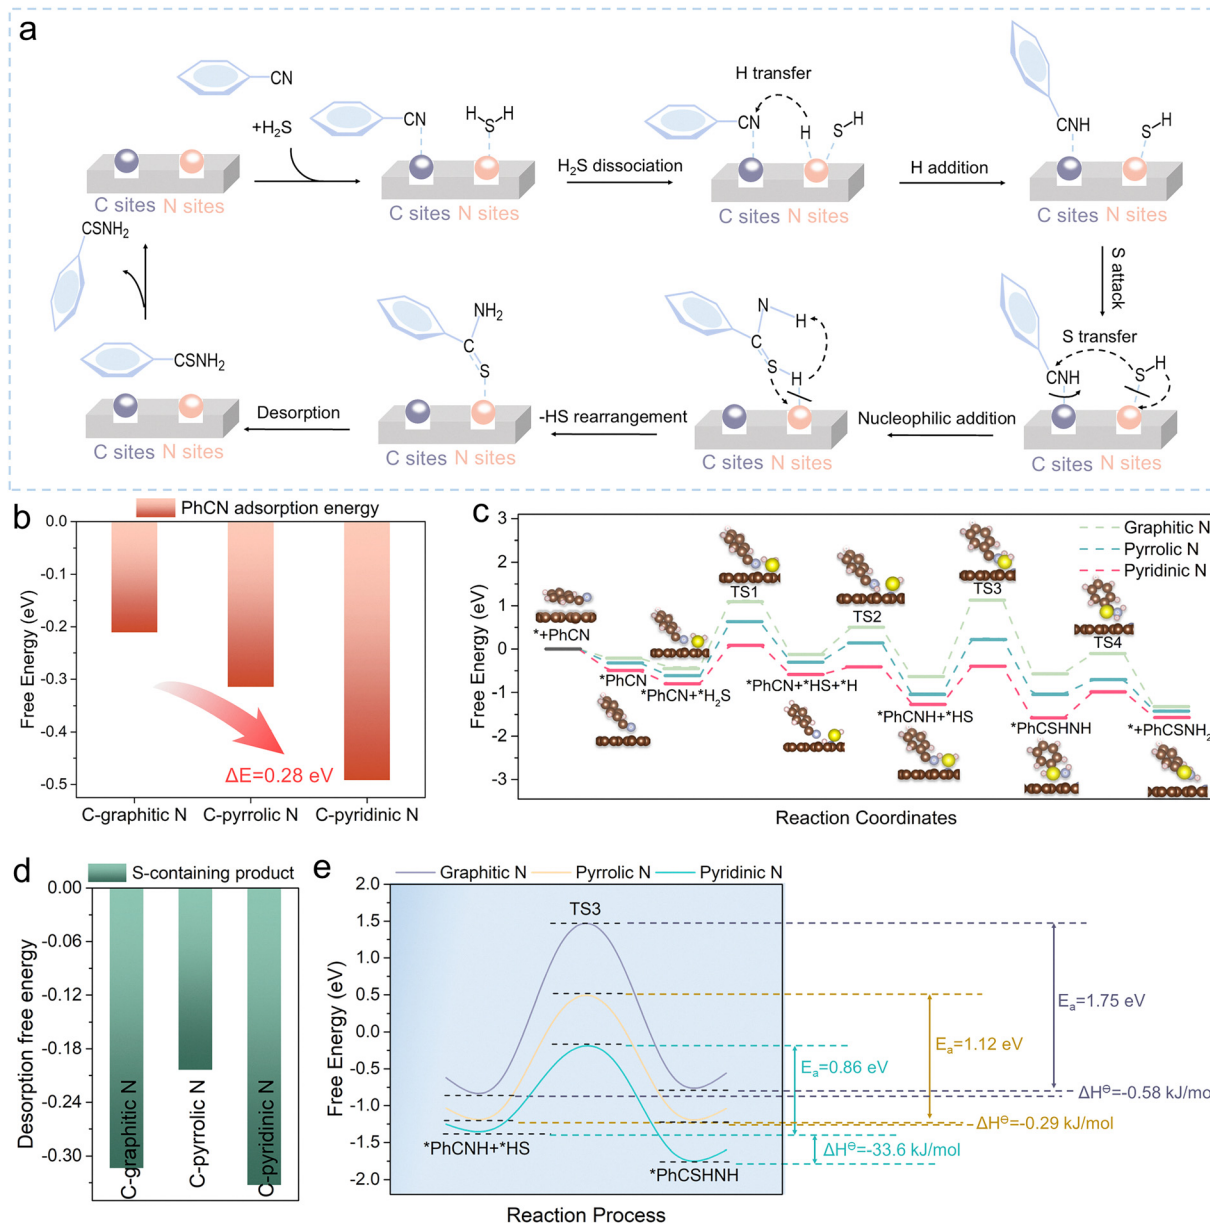 a
CN
+H2S
C sites N sites
CN
H H
S
C sites N sites
H2S dissociation
H transfer
CN H S H
C sites N sites
H addition
CNH
S H
C sites N sites
S attack
S transfer
CNH
S H
C sites N sites
Nucleophilic addition
N
H
C
S H
C sites N sites
-HS rearrangement
NH2
C
S
C sites N sites
Desorption
CSNH2
C sites N sites
CSNH2
b
PhCN adsorption energy
Free Energy (eV)
0.0
-0.1
-0.2
-0.3
-0.4
-0.5
ΔE=0.28 eV
C-graphitic N C-pyrrolic N C-pyridinic N
c
Graphitic N
Pyrrolic N
Pyridinic N
Free Energy (eV)
3
2
1
0
-1
-2
-3
*+PhCN
*PhCN
*PhCN+*H2S
TS1
*PhCN+*HS+*H
TS2
*PhCNH+*HS
TS3
*PhCSHNH
TS4
*+PhCSNH2
Reaction Coordinates
d
S-containing product
Desorption free energy
0.00
-0.06
-0.12
-0.18
-0.24
-0.30
C-graphitic N
C-pyrrolic N
C-pyridinic N
e
Graphitic N Pyrrolic N Pyridinic N
Free Energy (eV)
2.0
1.5
1.0
0.5
0.0
-0.5
-1.0
-1.5
-2.0
TS3
*PhCNH+*HS
*PhCSHNH
Ea=1.75 eV
Ea=1.12 eV
Ea=0.86 eV
ΔH⊖=-0.58 kJ/mol
ΔH⊖=-0.29 kJ/mol
ΔH⊖=-33.6 kJ/mol
Reaction Process